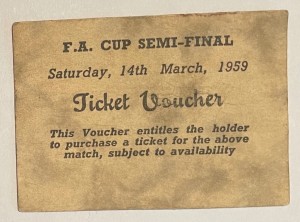 F.A. CUP SEMI-FINAL
Saturday, 14th March, 1959
Ticket Voucher
This Voucher entitles the holder
to purchase a ticket for the above
match, subject to availability